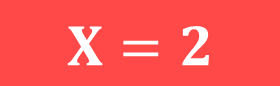 X = 2